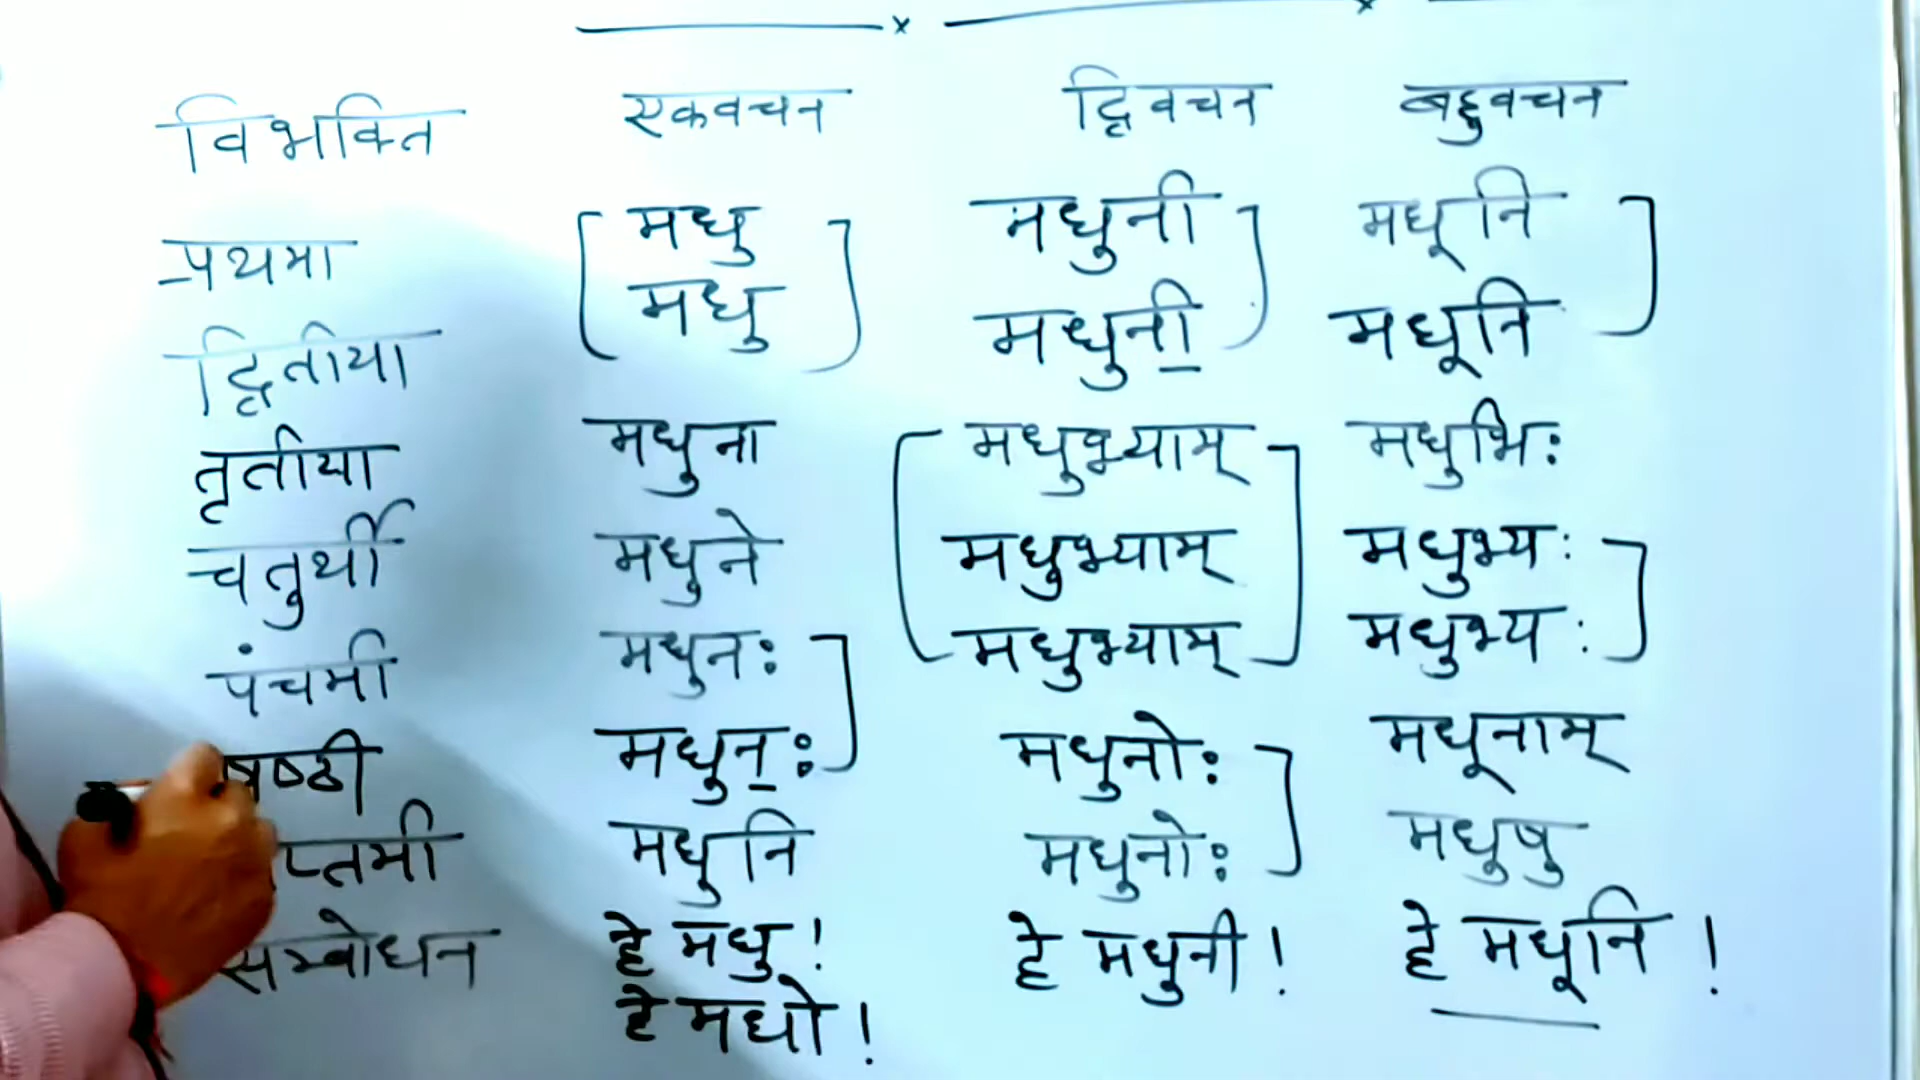 विभक्ति एकवचन द्विवचन बहुवचन
प्रथमा मधु मधुनी मधूनि
द्वितीया मधु मधुनी मधूनि
तृतीया मधुना मधुभ्याम् मधुभिः
चतुर्थी मधुने मधुभ्याम् मधुभ्यः
पंचमी मधुनः मधुभ्याम् मधुभ्यः
षष्ठी मधुनः मधुनोः मधूनाम्
प्तमी मधुनि मधुनोः मधुषु
सम्बोधन हे मधु! हे मधुनी! हे मधूनि!
हे मधो!